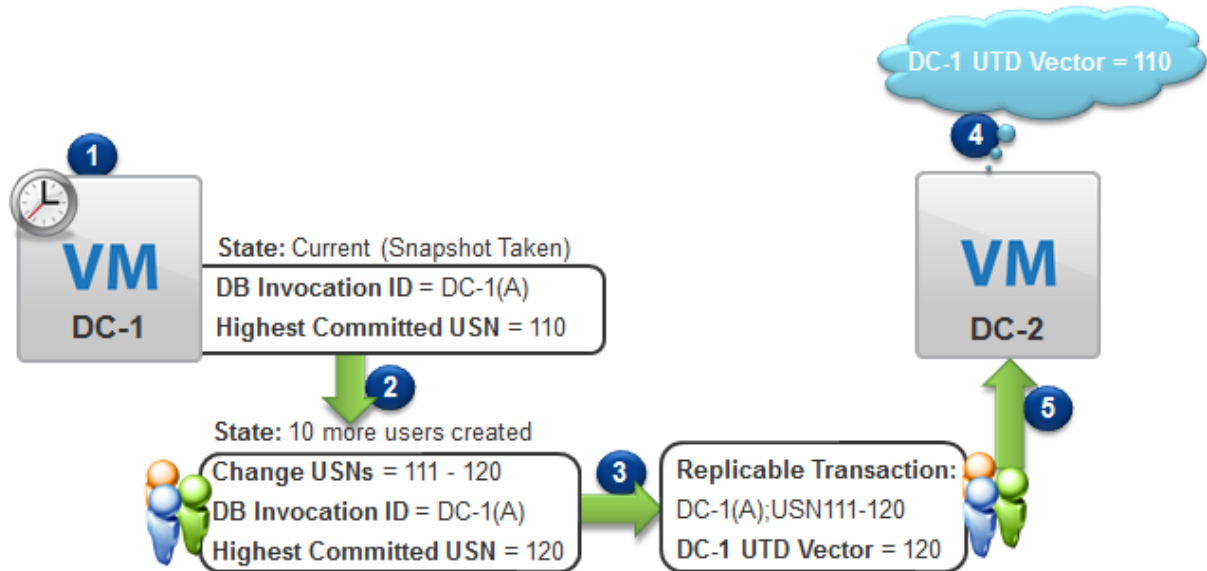 DC-1 UTD Vector = 110
4
1
VM
DC-1
State: Current (Snapshot Taken)
DB Invocation ID = DC-1(A)
Highest Committed USN = 110
VM
DC-2
2
5
State: 10 more users created
Change USNs = 111 - 120
DB Invocation ID = DC-1(A)
Highest Committed USN = 120
3
Replicable Transaction:
DC-1(A);USN111-120
DC-1 UTD Vector = 120